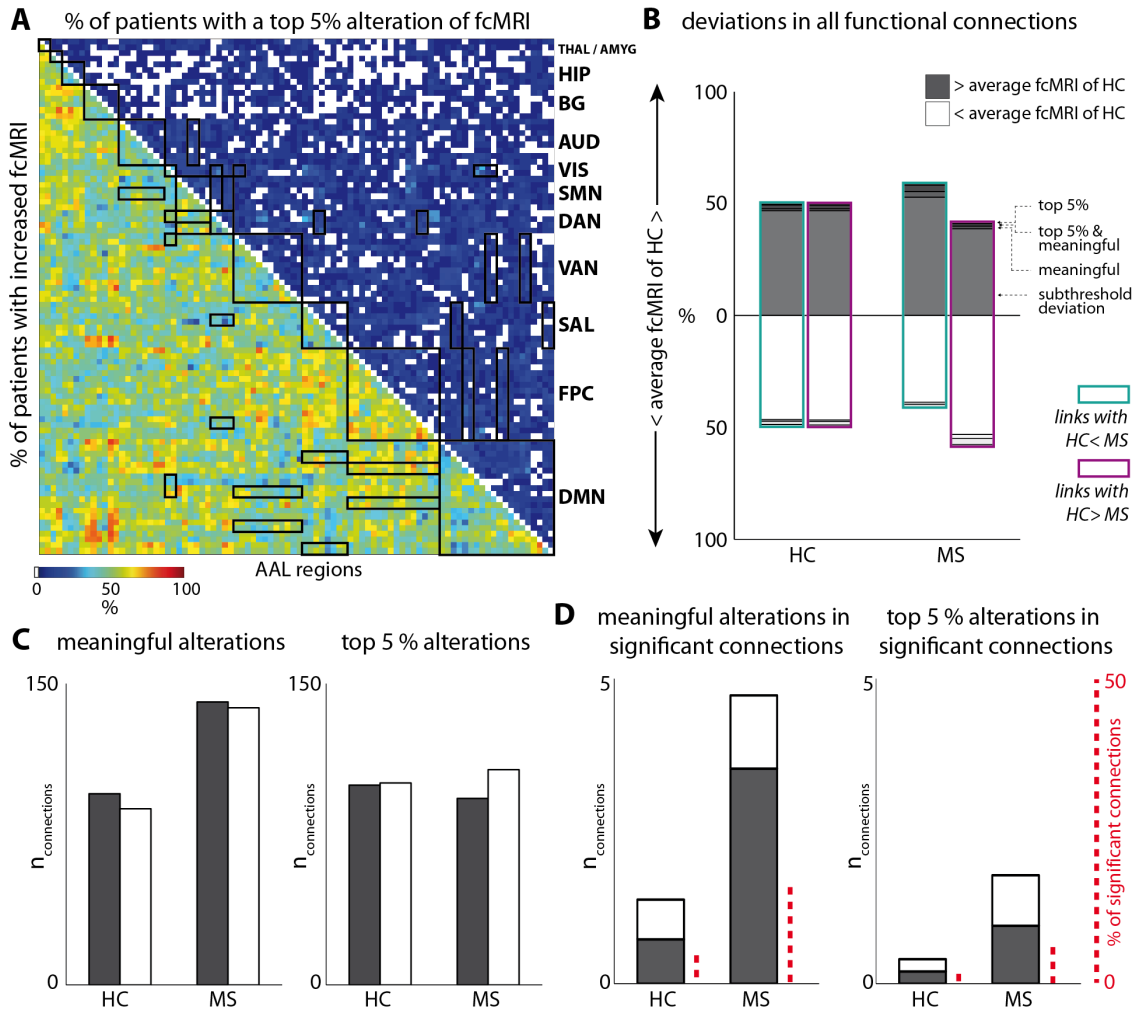 A
% of patients with a top 5% alteration of fcMRI
% of patients with increased fcMRI
THAL / AMYG
HIP
BG
AUD
VIS
SMN
DAN
VAN
SAL
FPC
DMN
AAL regions
0
50
100
%
B
deviations in all functional connections
> average fcMRI of HC
< average fcMRI of HC
< average fcMRI of HC >
100
50
% 0
50
100
top 5%
top 5% &
meaningful
meaningful
subthreshold
deviation
links with
HC< MS
links with
HC> MS
HC
MS
C
meaningful alterations
150
nconnections
0
HC
MS
top 5 % alterations
150
nconnections
0
HC
MS
D
meaningful alterations in
significant connections
5
nconnections
0
HC
MS
top 5 % alterations in
significant connections
5
nconnections
0
HC
MS
50
% of significant connections
0